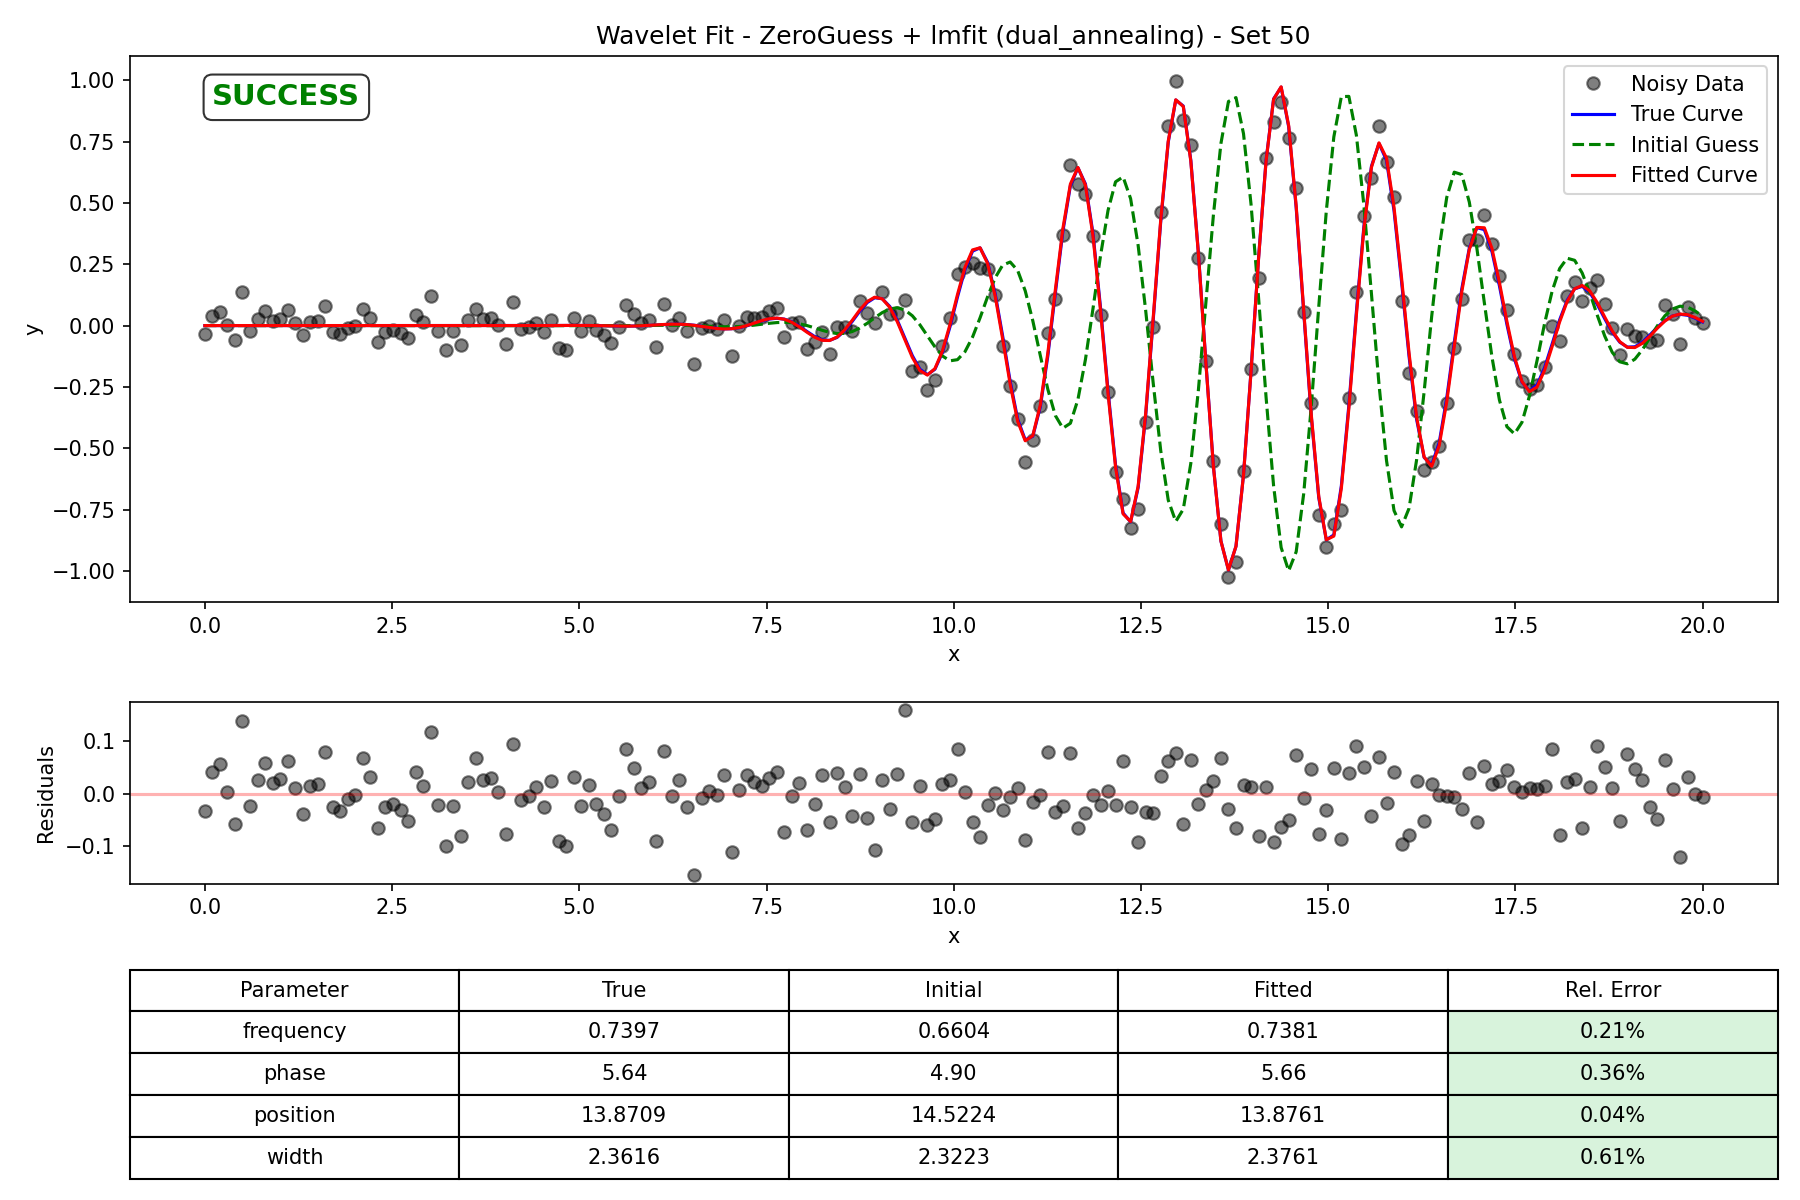 Wavelet Fit - ZeroGuess + lmfit (dual_annealing) - Set 50
SUCCESS
Noisy Data
True Curve
Initial Guess
Fitted Curve
1.00
0.75
0.50
0.25
0.00
−0.25
−0.50
−0.75
−1.00
y
0.0 2.5 5.0 7.5 10.0 12.5 15.0 17.5 20.0
x
0.1
0.0
−0.1
Residuals
0.0 2.5 5.0 7.5 10.0 12.5 15.0 17.5 20.0
x
Parameter True Initial Fitted Rel. Error
frequency 0.7397 0.6604 0.7381 0.21%
phase 5.64 4.90 5.66 0.36%
position 13.8709 14.5224 13.8761 0.04%
width 2.3616 2.3223 2.3761 0.61%